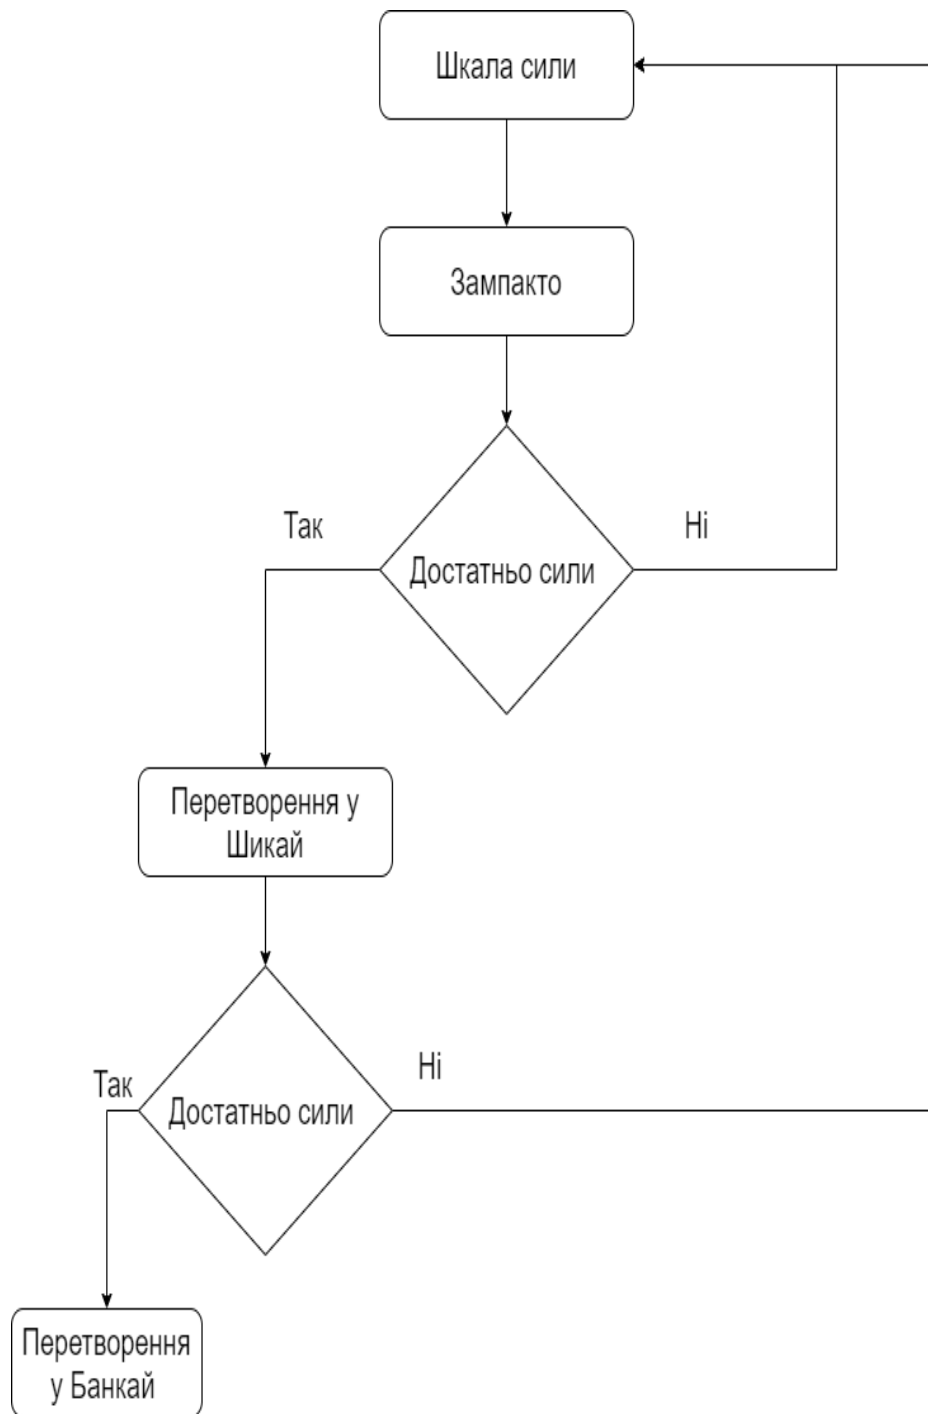 Шкала сили
Зампакто
Так
Ні
Достатньо сили
Перетворення у
Шикай
Ні
Так
Достатньо сили
Перетворення
у Банкай